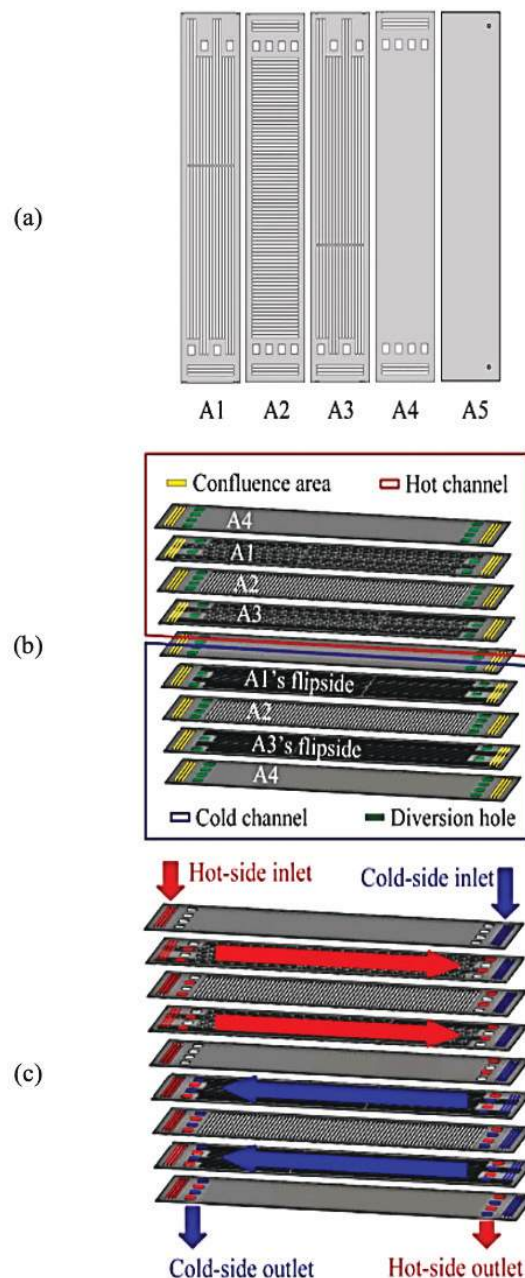 (a)
A1 A2 A3 A4 A5
(b)
Confluence area Hot channel
A4
A1
A2
A3
A1's flipside
A2
A3's flipside
A4
Cold channel Diversion hole
(c)
Hot-side inlet Cold-side inlet
Cold-side outlet Hot-side outlet